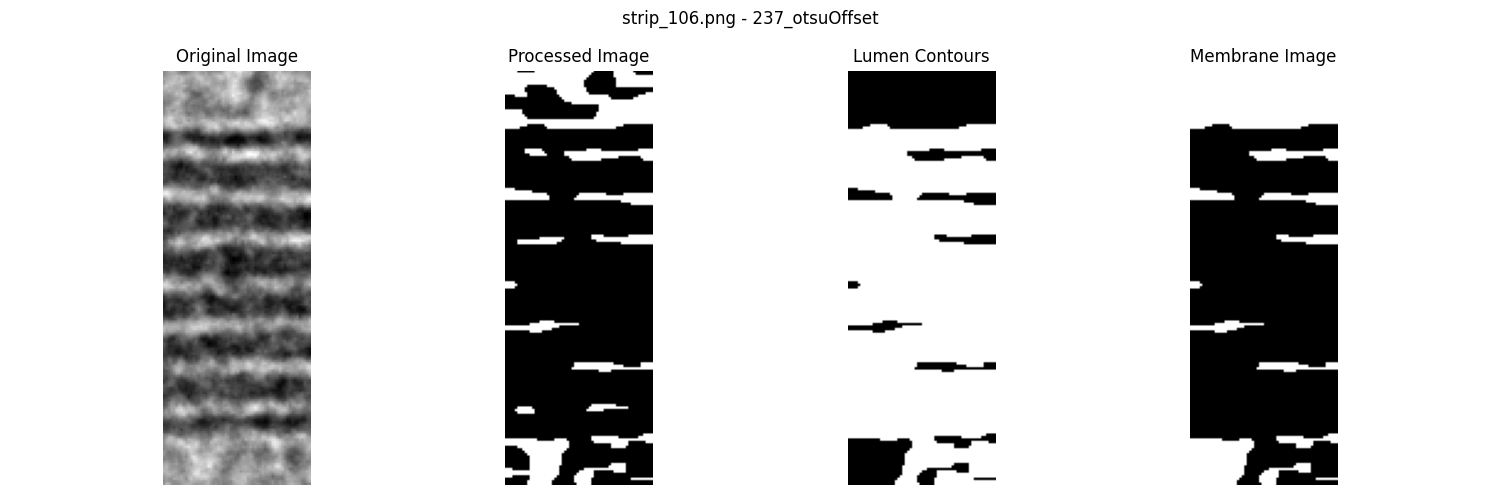 strip_106.png - 237_otsuOffset
Original Image
Processed Image
Lumen Contours
Membrane Image